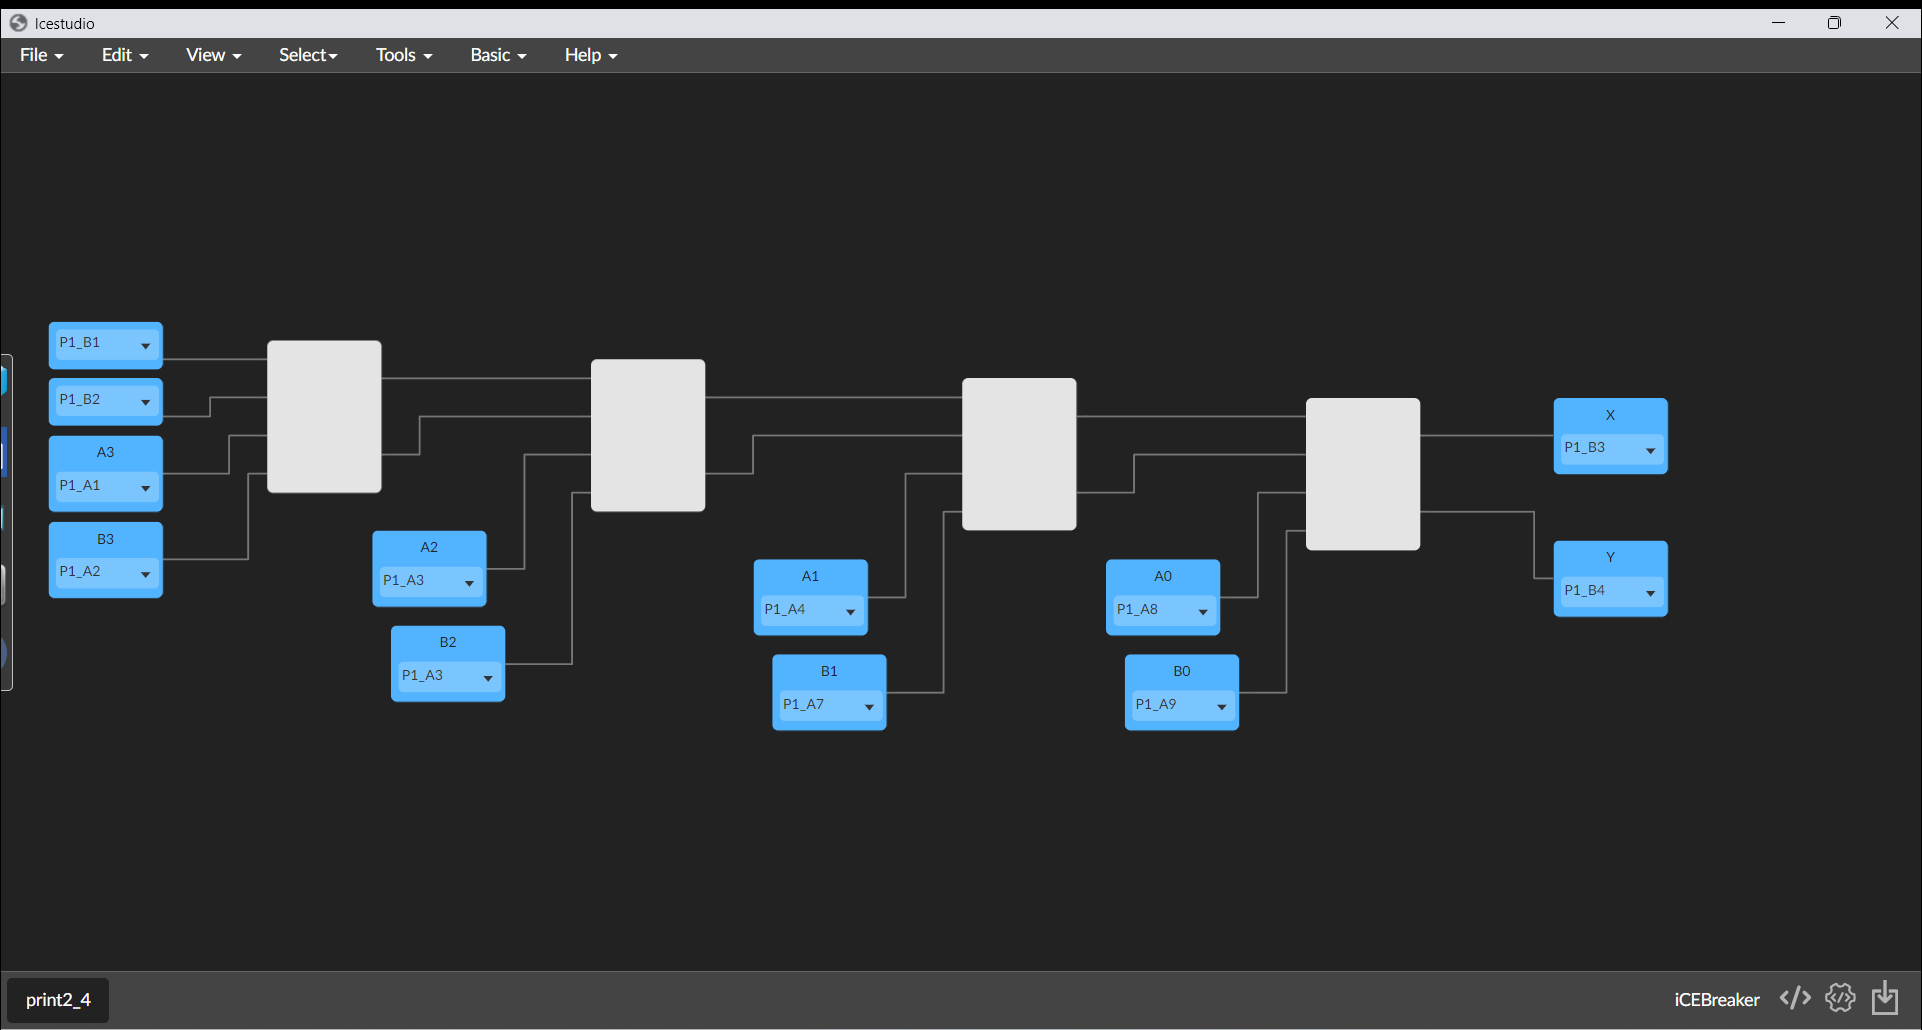 Icestudio
File Edit View Select Tools Basic Help
P1_B1
P1_B2
A3
P1_A1
B3
P1_A2
A2
P1_A3
B2
P1_A3
A1
P1_A4
B1
P1_A7
A0
P1_A8
B0
P1_A9
X
P1_B3
Y
P1_B4
print2_4
iCEBreaker </>